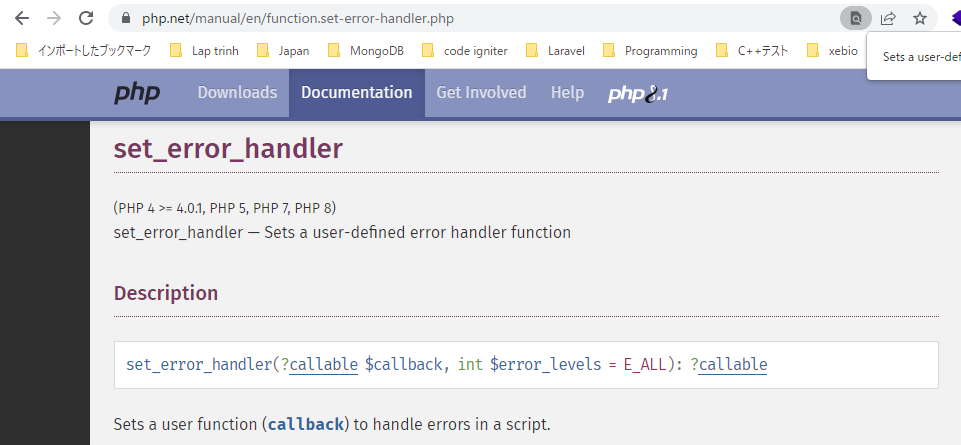 php.net/manual/en/function.set-error-handler.php
インポートしたブックマーク Lap trinh Japan MongoDB code igniter Laravel Programming C++テスト xebio
Sets a user-def
php Downloads Documentation Get Involved Help php8.1
set_error_handler
(PHP 4 >= 4.0.1, PHP 5, PHP 7, PHP 8)
set_error_handler — Sets a user-defined error handler function
Description
set_error_handler(?callable $callback, int $error_levels = E_ALL): ?callable
Sets a user function (callback) to handle errors in a script.